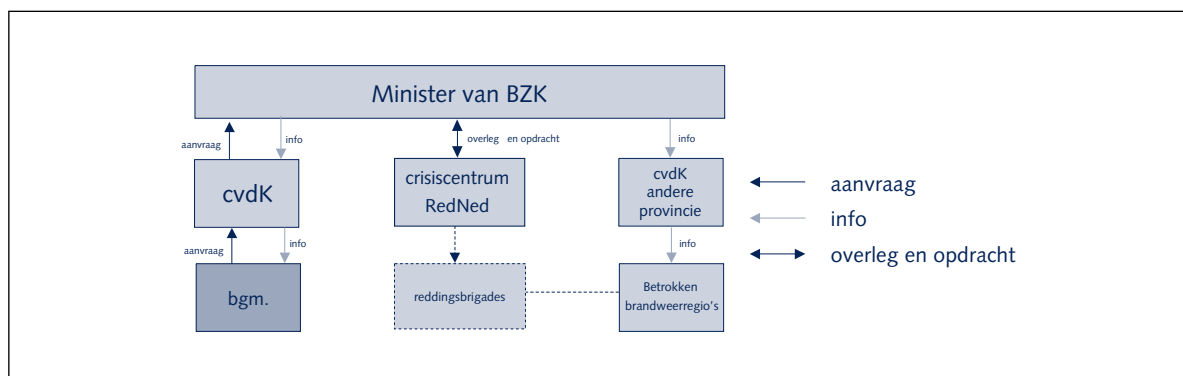 Minister van BZK
aanvraag
info
overleg en opdracht
info
cvdK
crisiscentrum
RedNed
cvdK
andere
provincie
aanvraag
info
overleg en opdracht
aanvraag
info
info
bgm.
reddingsbrigades
Betrokken
brandweerregio's